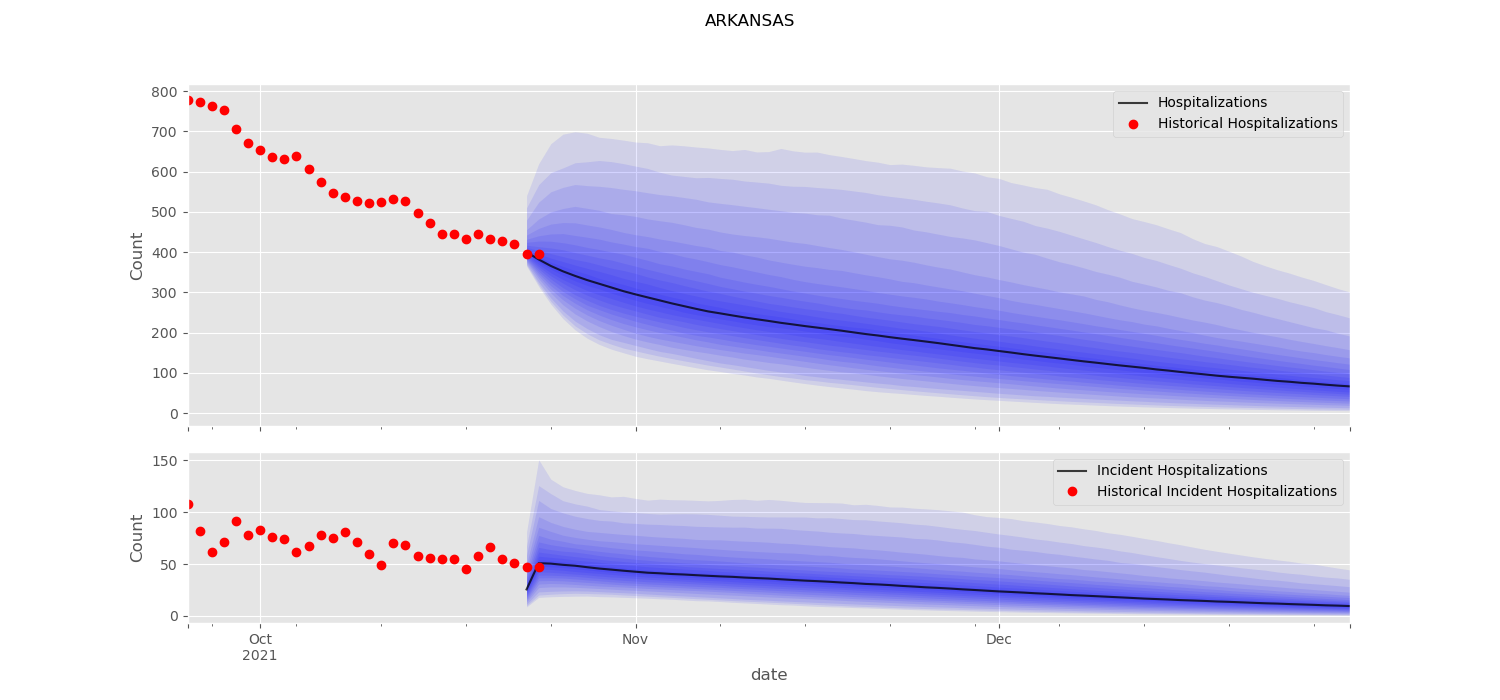 ARKANSAS
800
700
600
500
400
300
200
100
0
Count
Hospitalizations
Historical Hospitalizations
150
100
50
0
Count
Incident Hospitalizations
Historical Incident Hospitalizations
Oct
2021
Nov
Dec
date